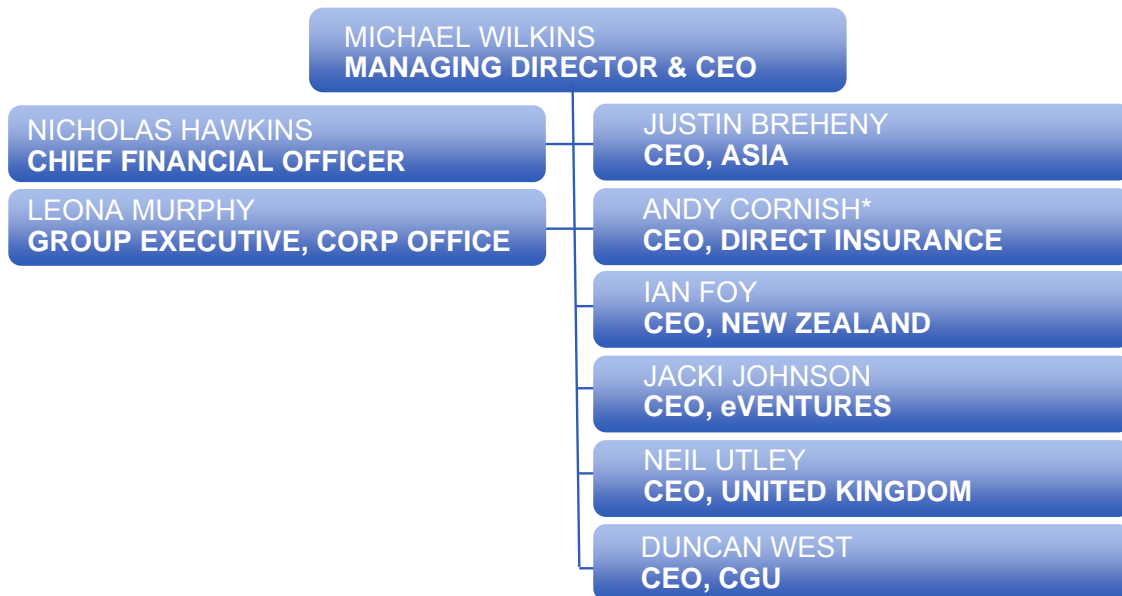 MICHAEL WILKINS
MANAGING DIRECTOR & CEO
NICHOLAS HAWKINS
CHIEF FINANCIAL OFFICER
LEONA MURPHY
GROUP EXECUTIVE, CORP OFFICE
JUSTIN BREHENY
CEO, ASIA
ANDY CORNISH*
CEO, DIRECT INSURANCE
IAN FOY
CEO, NEW ZEALAND
JACKI JOHNSON
CEO, eVENTURES
NEIL UTLEY
CEO, UNITED KINGDOM
DUNCAN WEST
CEO, CGU